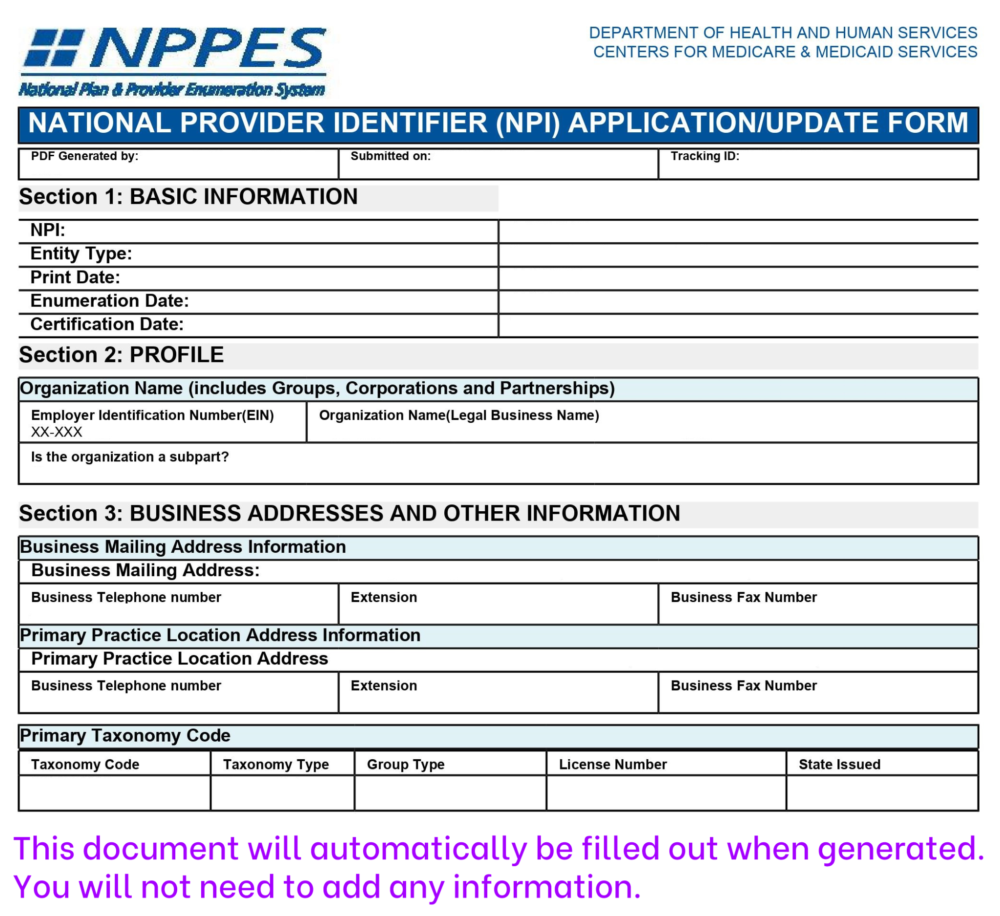 NPPES
National Plan & Provider Enumeration System
DEPARTMENT OF HEALTH AND HUMAN SERVICES
CENTERS FOR MEDICARE & MEDICAID SERVICES
NATIONAL PROVIDER IDENTIFIER (NPI) APPLICATION/UPDATE FORM
PDF Generated by:
Submitted on:
Tracking ID:
Section 1: BASIC INFORMATION
NPI:
Entity Type:
Print Date:
Enumeration Date:
Certification Date:
Section 2: PROFILE
Organization Name (includes Groups, Corporations and Partnerships)
Employer Identification Number(EIN)
XX-XXX
Organization Name(Legal Business Name)
Is the organization a subpart?
Section 3: BUSINESS ADDRESSES AND OTHER INFORMATION
Business Mailing Address Information
Business Mailing Address:
Business Telephone number
Extension
Business Fax Number
Primary Practice Location Address Information
Primary Practice Location Address
Business Telephone number
Extension
Business Fax Number
Primary Taxonomy Code
Taxonomy Code
Taxonomy Type
Group Type
License Number
State Issued
This document will automatically be filled out when generated.
You will not need to add any information.